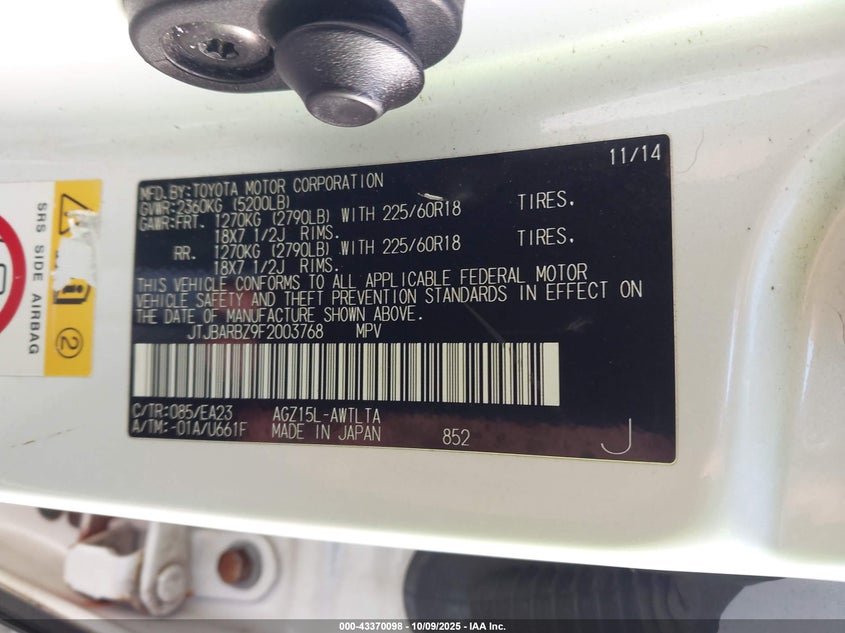 11/14
MFD.BY:TOYOTA MOTOR CORPORATION
GVWR:2360KG (5200LB)
GAWR:FRT. 1270KG (2790LB) WITH 225/60R18 TIRES.
18X7 1/2J RIMS.
RR. 1270KG (2790LB) WITH 225/60R18 TIRES.
18X7 1/2J RIMS.
THIS VEHICLE CONFORMS TO ALL APPLICABLE FEDERAL MOTOR
VEHICLE SAFETY AND THEFT PREVENTION STANDARDS IN EFFECT ON
THE DATE OF MANUFACTURE SHOWN ABOVE.
JTJBARBZ9F2003768 MPV
C/TR:085/EA23 AGZ15L-AWTLTA
A/TM:-01A/U661F MADE IN JAPAN 852 J
SRS SIDE AIRBAG
2
000-43370098 - 10/09/2025 - IAA Inc.